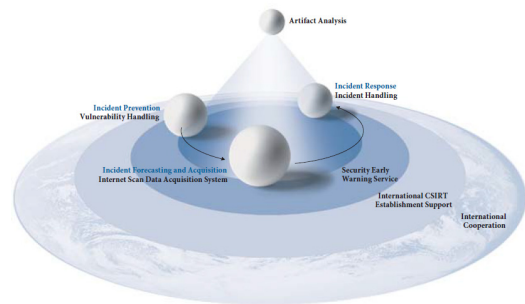 Artifact Analysis
Incident Response
Incident Handling
Incident Prevention
Vulnerability Handling
Incident Forecasting and Acquisition
Internet Scan Data Acquisition System
Security Early
Warning Service
International CSIRT
Establishment Support
International
Cooperation